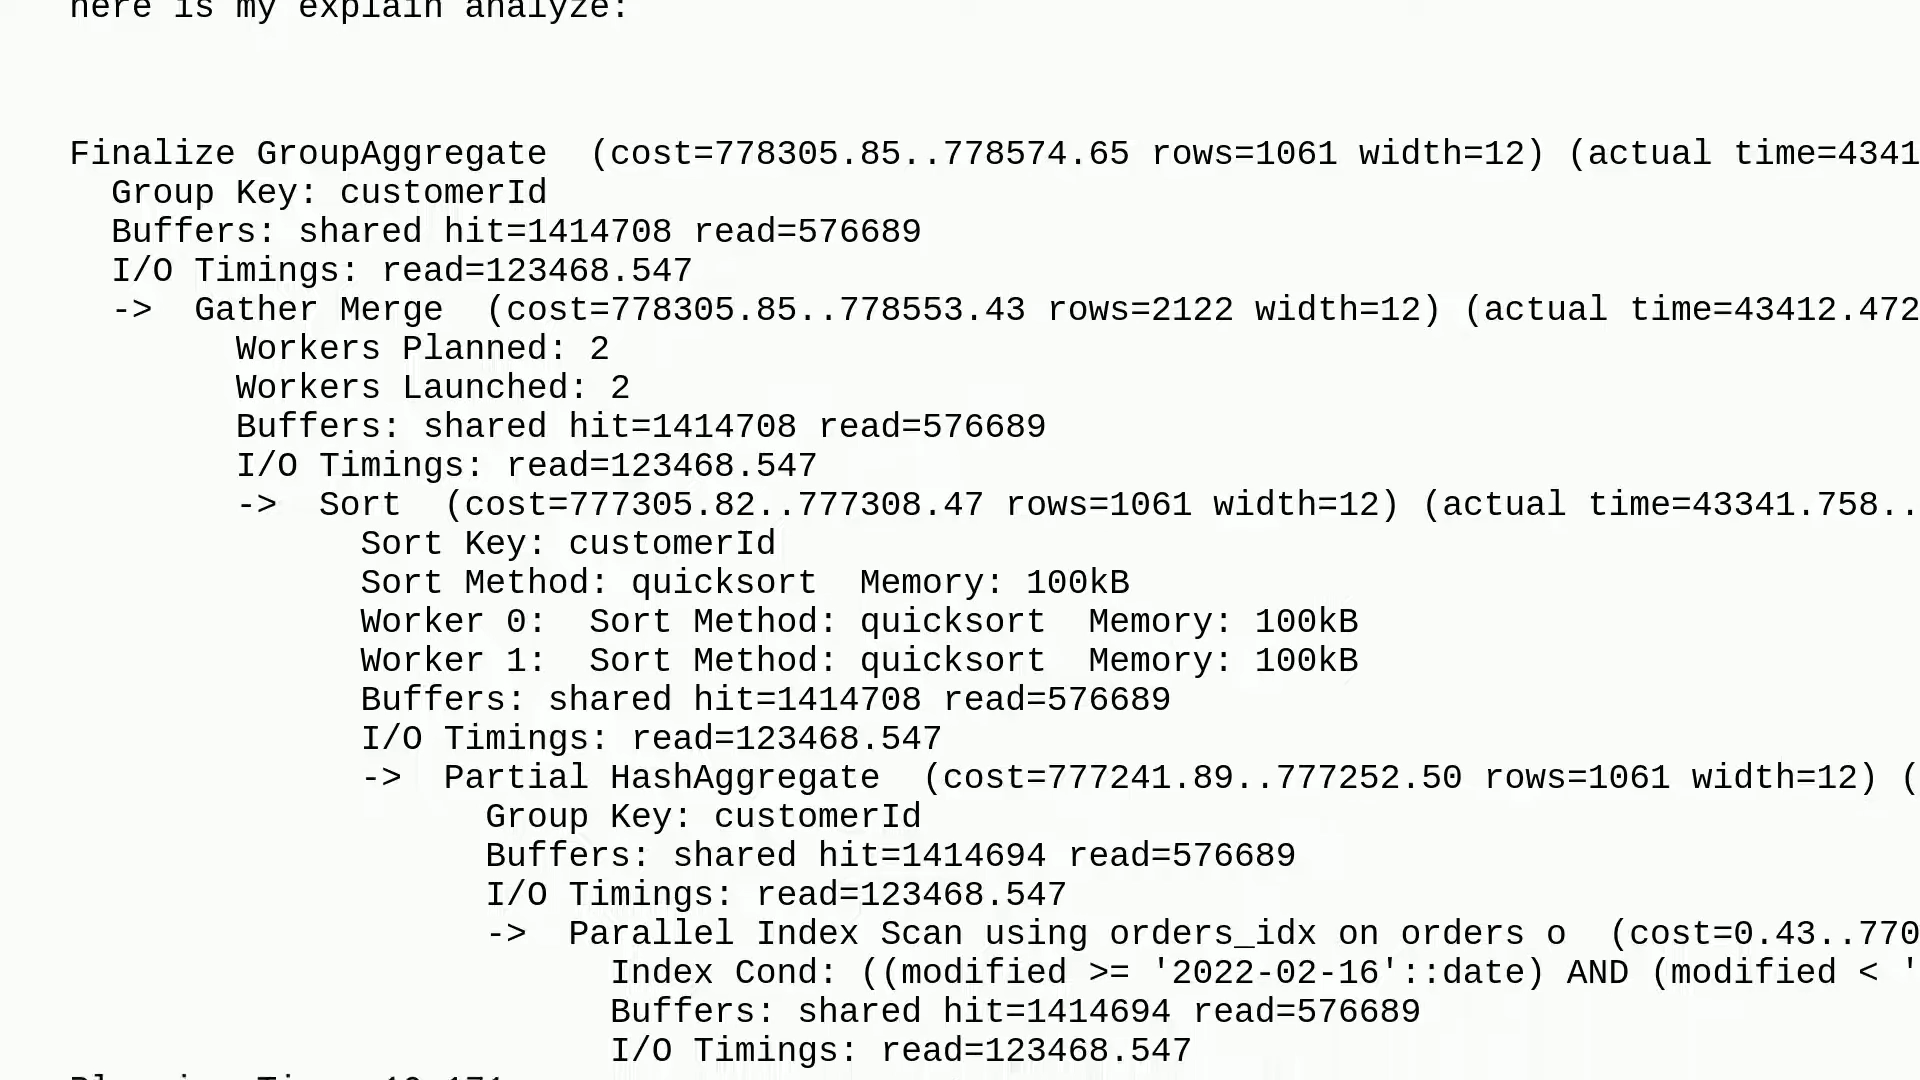 here is my explain analyze:
Finalize GroupAggregate  (cost=778305.85..778574.65 rows=1061 width=12) (actual time=4341
  Group Key: customerId
  Buffers: shared hit=1414708 read=576689
  I/O Timings: read=123468.547
  ->  Gather Merge  (cost=778305.85..778553.43 rows=2122 width=12) (actual time=43412.472
        Workers Planned: 2
        Workers Launched: 2
        Buffers: shared hit=1414708 read=576689
        I/O Timings: read=123468.547
        ->  Sort  (cost=777305.82..777308.47 rows=1061 width=12) (actual time=43341.758..
              Sort Key: customerId
              Sort Method: quicksort  Memory: 100kB
              Worker 0:  Sort Method: quicksort  Memory: 100kB
              Worker 1:  Sort Method: quicksort  Memory: 100kB
              Buffers: shared hit=1414708 read=576689
              I/O Timings: read=123468.547
              ->  Partial HashAggregate  (cost=777241.89..777252.50 rows=1061 width=12) (
                    Group Key: customerId
                    Buffers: shared hit=1414694 read=576689
                    I/O Timings: read=123468.547
                    ->  Parallel Index Scan using orders_idx on orders o  (cost=0.43..770
                          Index Cond: ((modified >= '2022-02-16'::date) AND (modified < '
                          Buffers: shared hit=1414694 read=576689
                          I/O Timings: read=123468.547